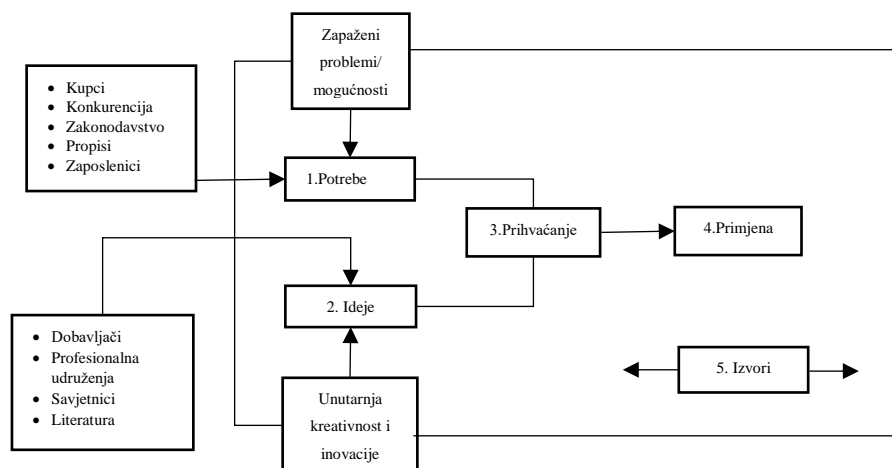 Zapaženi
problemi/
mogućnosti
• Kupci
• Konkurencija
• Zakonodavstvo
• Propisi
• Zaposlenici
1.Potrebe
3.Prihvaćanje
4.Primjena
2. Ideje
• Dobavljači
• Profesionalna
udruženja
• Savjetnici
• Literatura
5. Izvori
Unutarnja
kreativnost i
inovacije